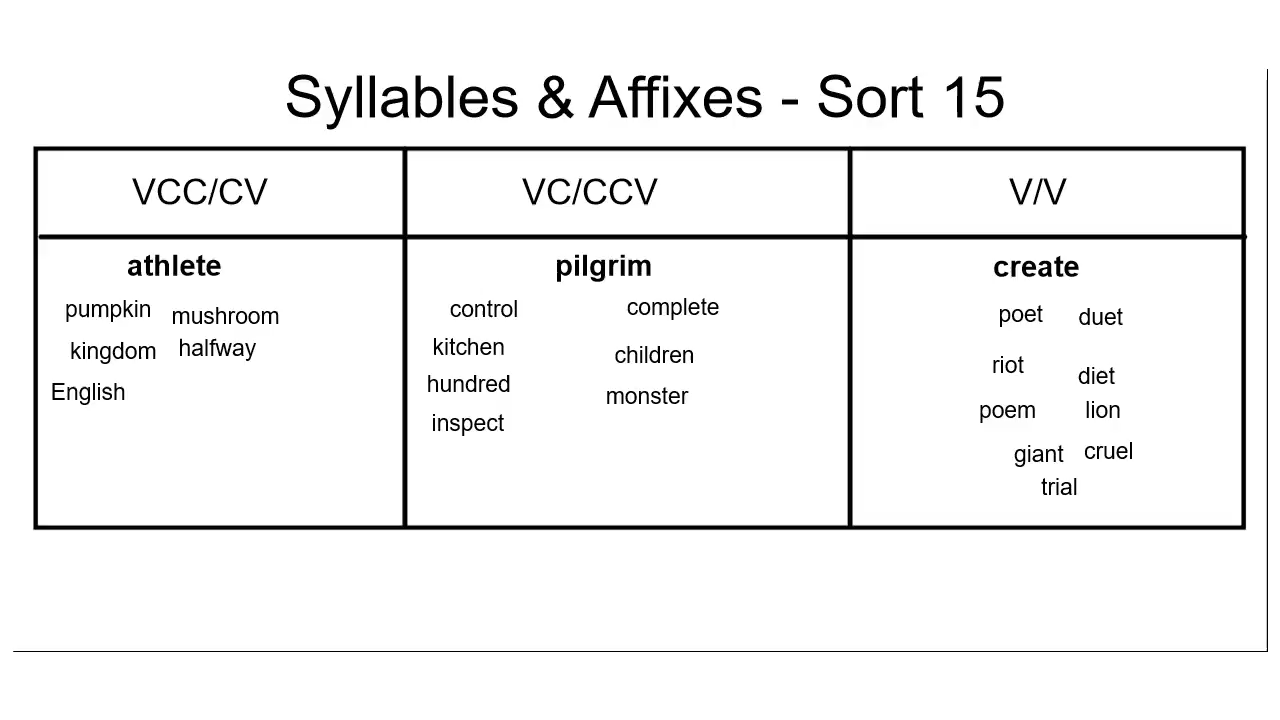 Syllables & Affixes - Sort 15
VCC/CV
VC/CCV
V/V
athlete
pumpkin mushroom
kingdom halfway
English
pilgrim
control complete
kitchen children
hundred monster
inspect
create
poet duet
riot diet
poem lion
giant cruel
trial